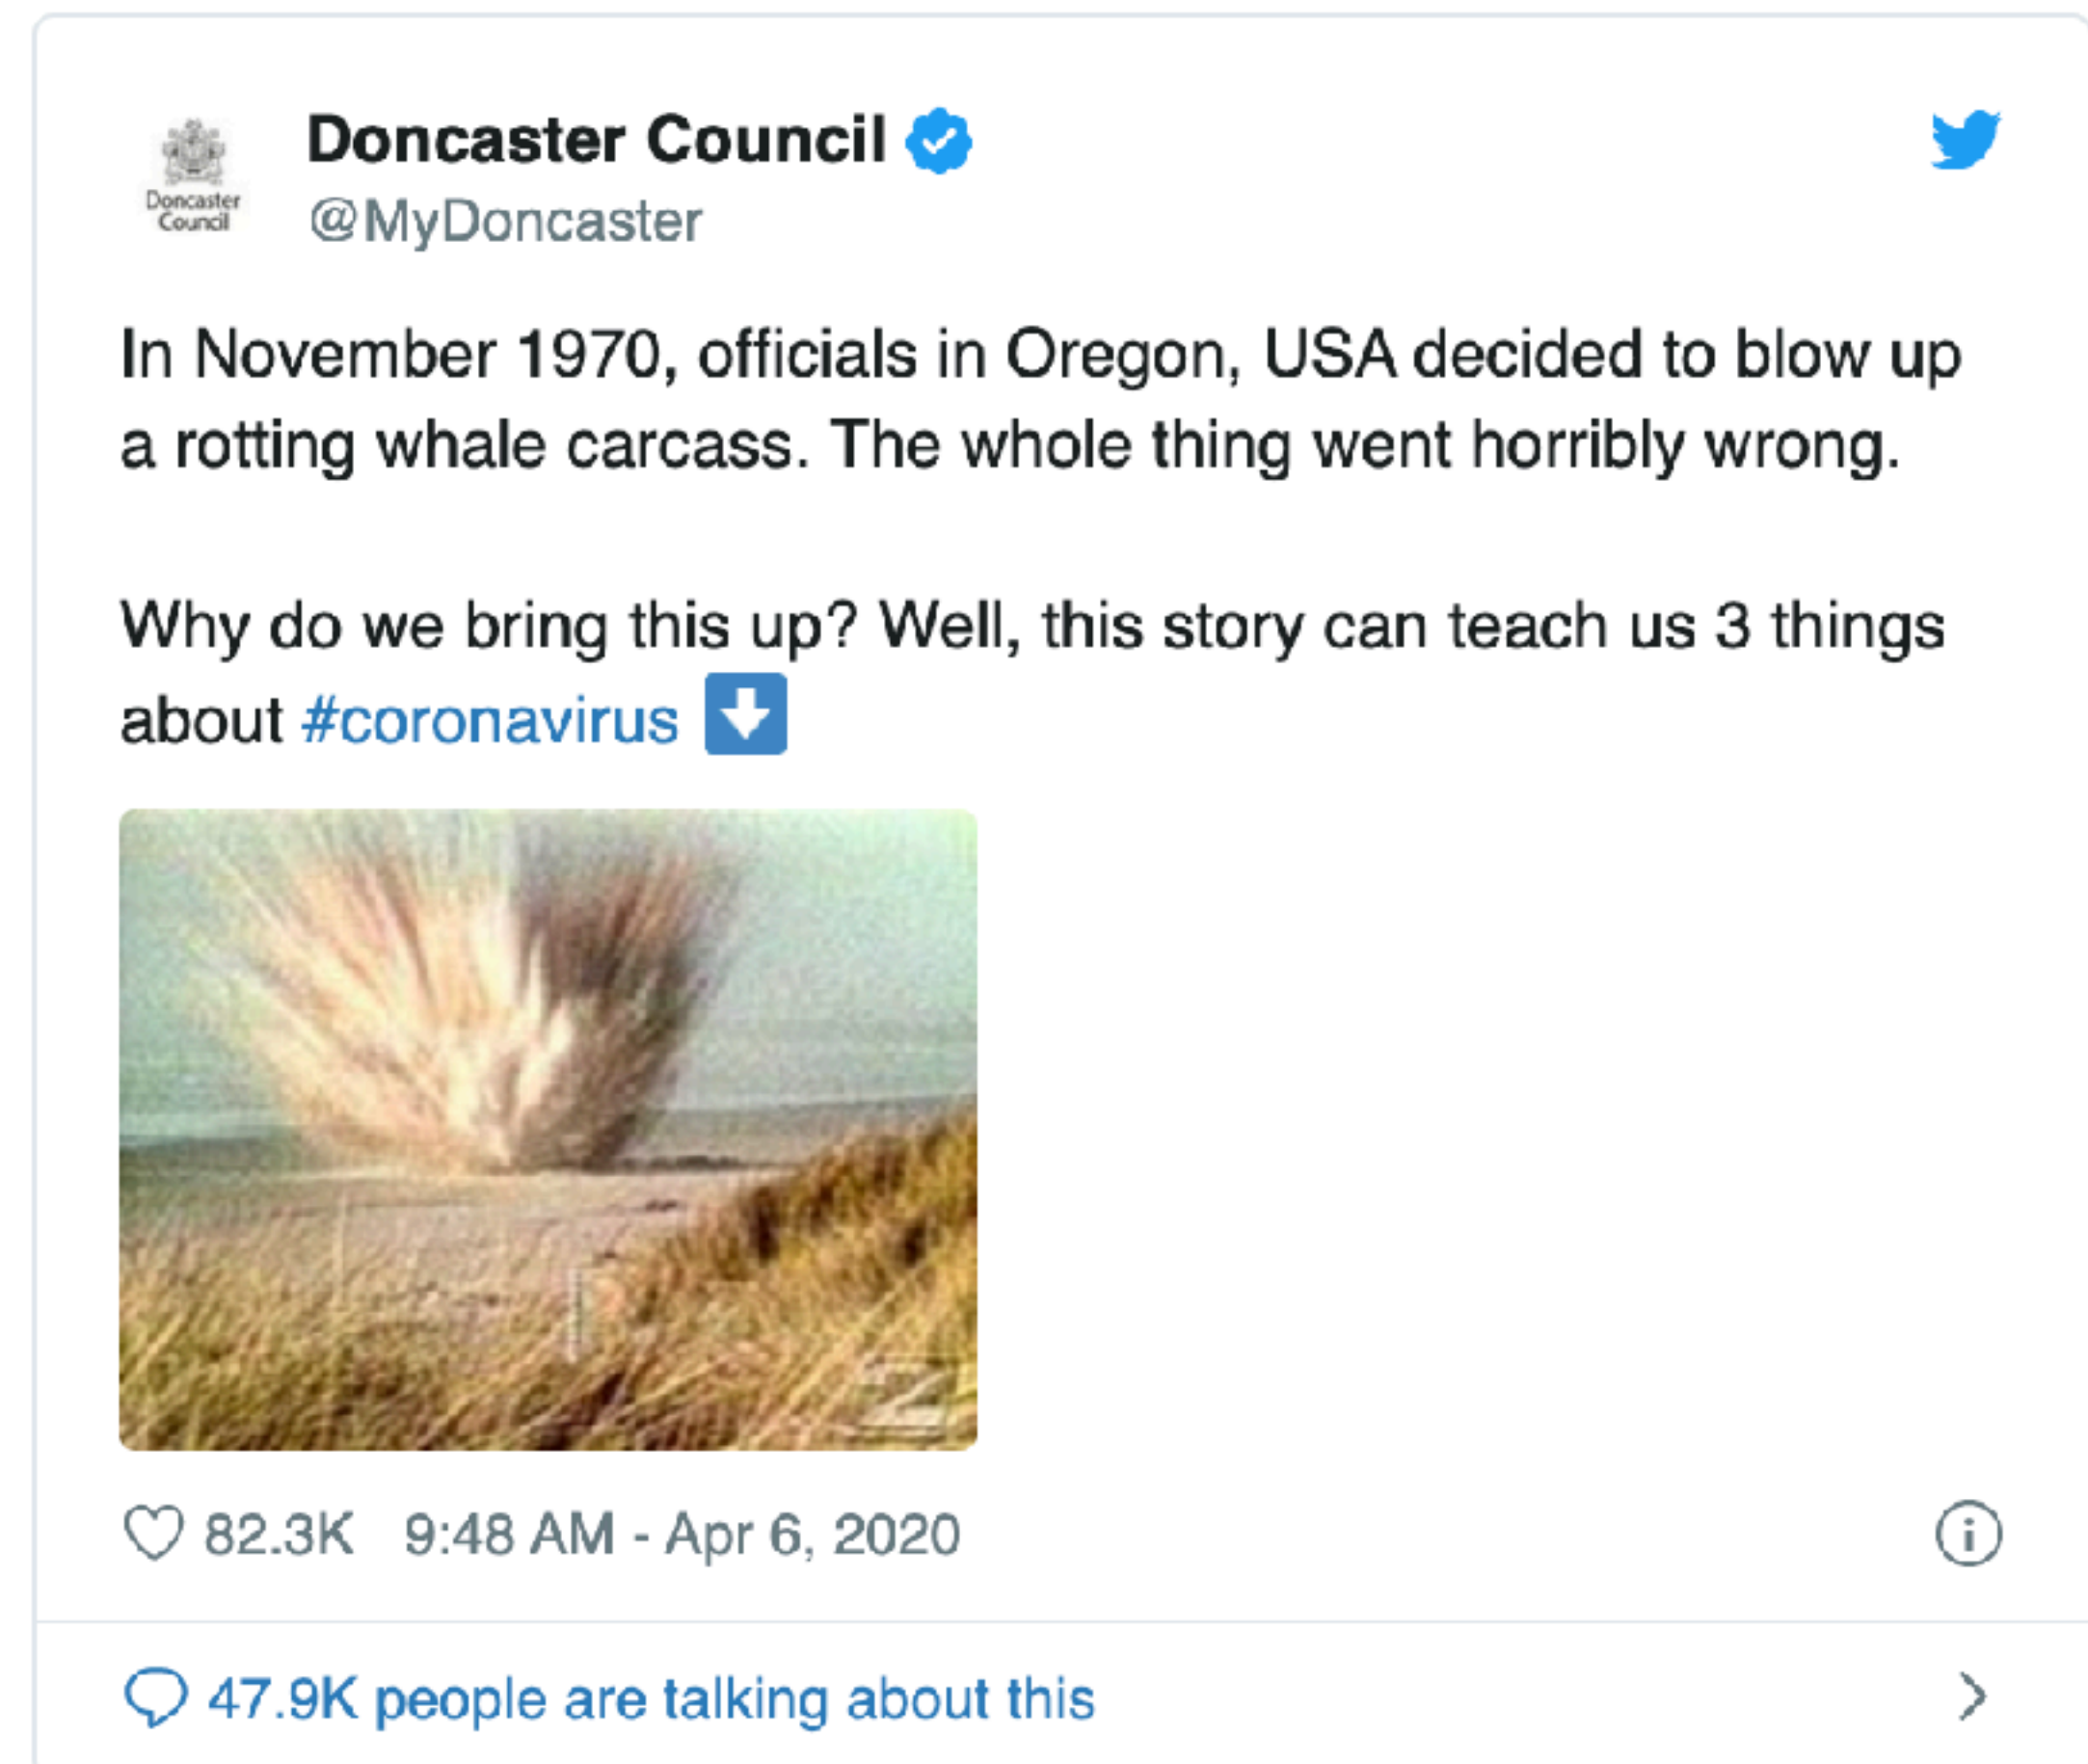 Doncaster Council
@MyDoncaster
Doncaster
Council
In November 1970, officials in Oregon, USA decided to blow up
a rotting whale carcass. The whole thing went horribly wrong.
Why do we bring this up? Well, this story can teach us 3 things
about #coronavirus
2
82.3K 9:48 AM - Apr 6, 2020
47.9K people are talking about this